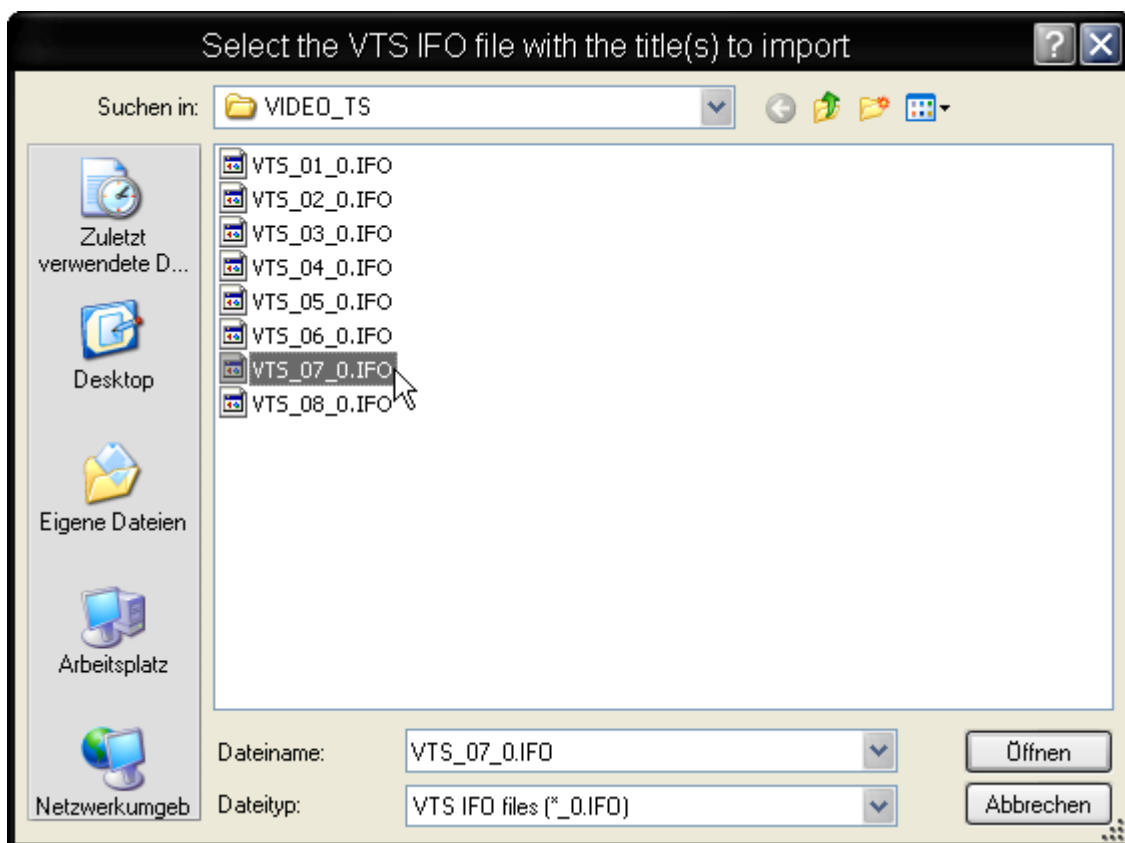 Select the VTS IFO file with the title(s) to import
Suchen in: VIDEO_TS
VTS_01_0.IFO
VTS_02_0.IFO
VTS_03_0.IFO
VTS_04_0.IFO
VTS_05_0.IFO
VTS_06_0.IFO
VTS_07_0.IFO
VTS_08_0.IFO
Zuletzt
verwendete D...
Desktop
Eigene Dateien
Arbeitsplatz
Netzwerkumgeb
Dateiname: VTS_07_0.IFO Öffnen
Dateityp: VTS IFO files (*_0.IFO) Abbrechen